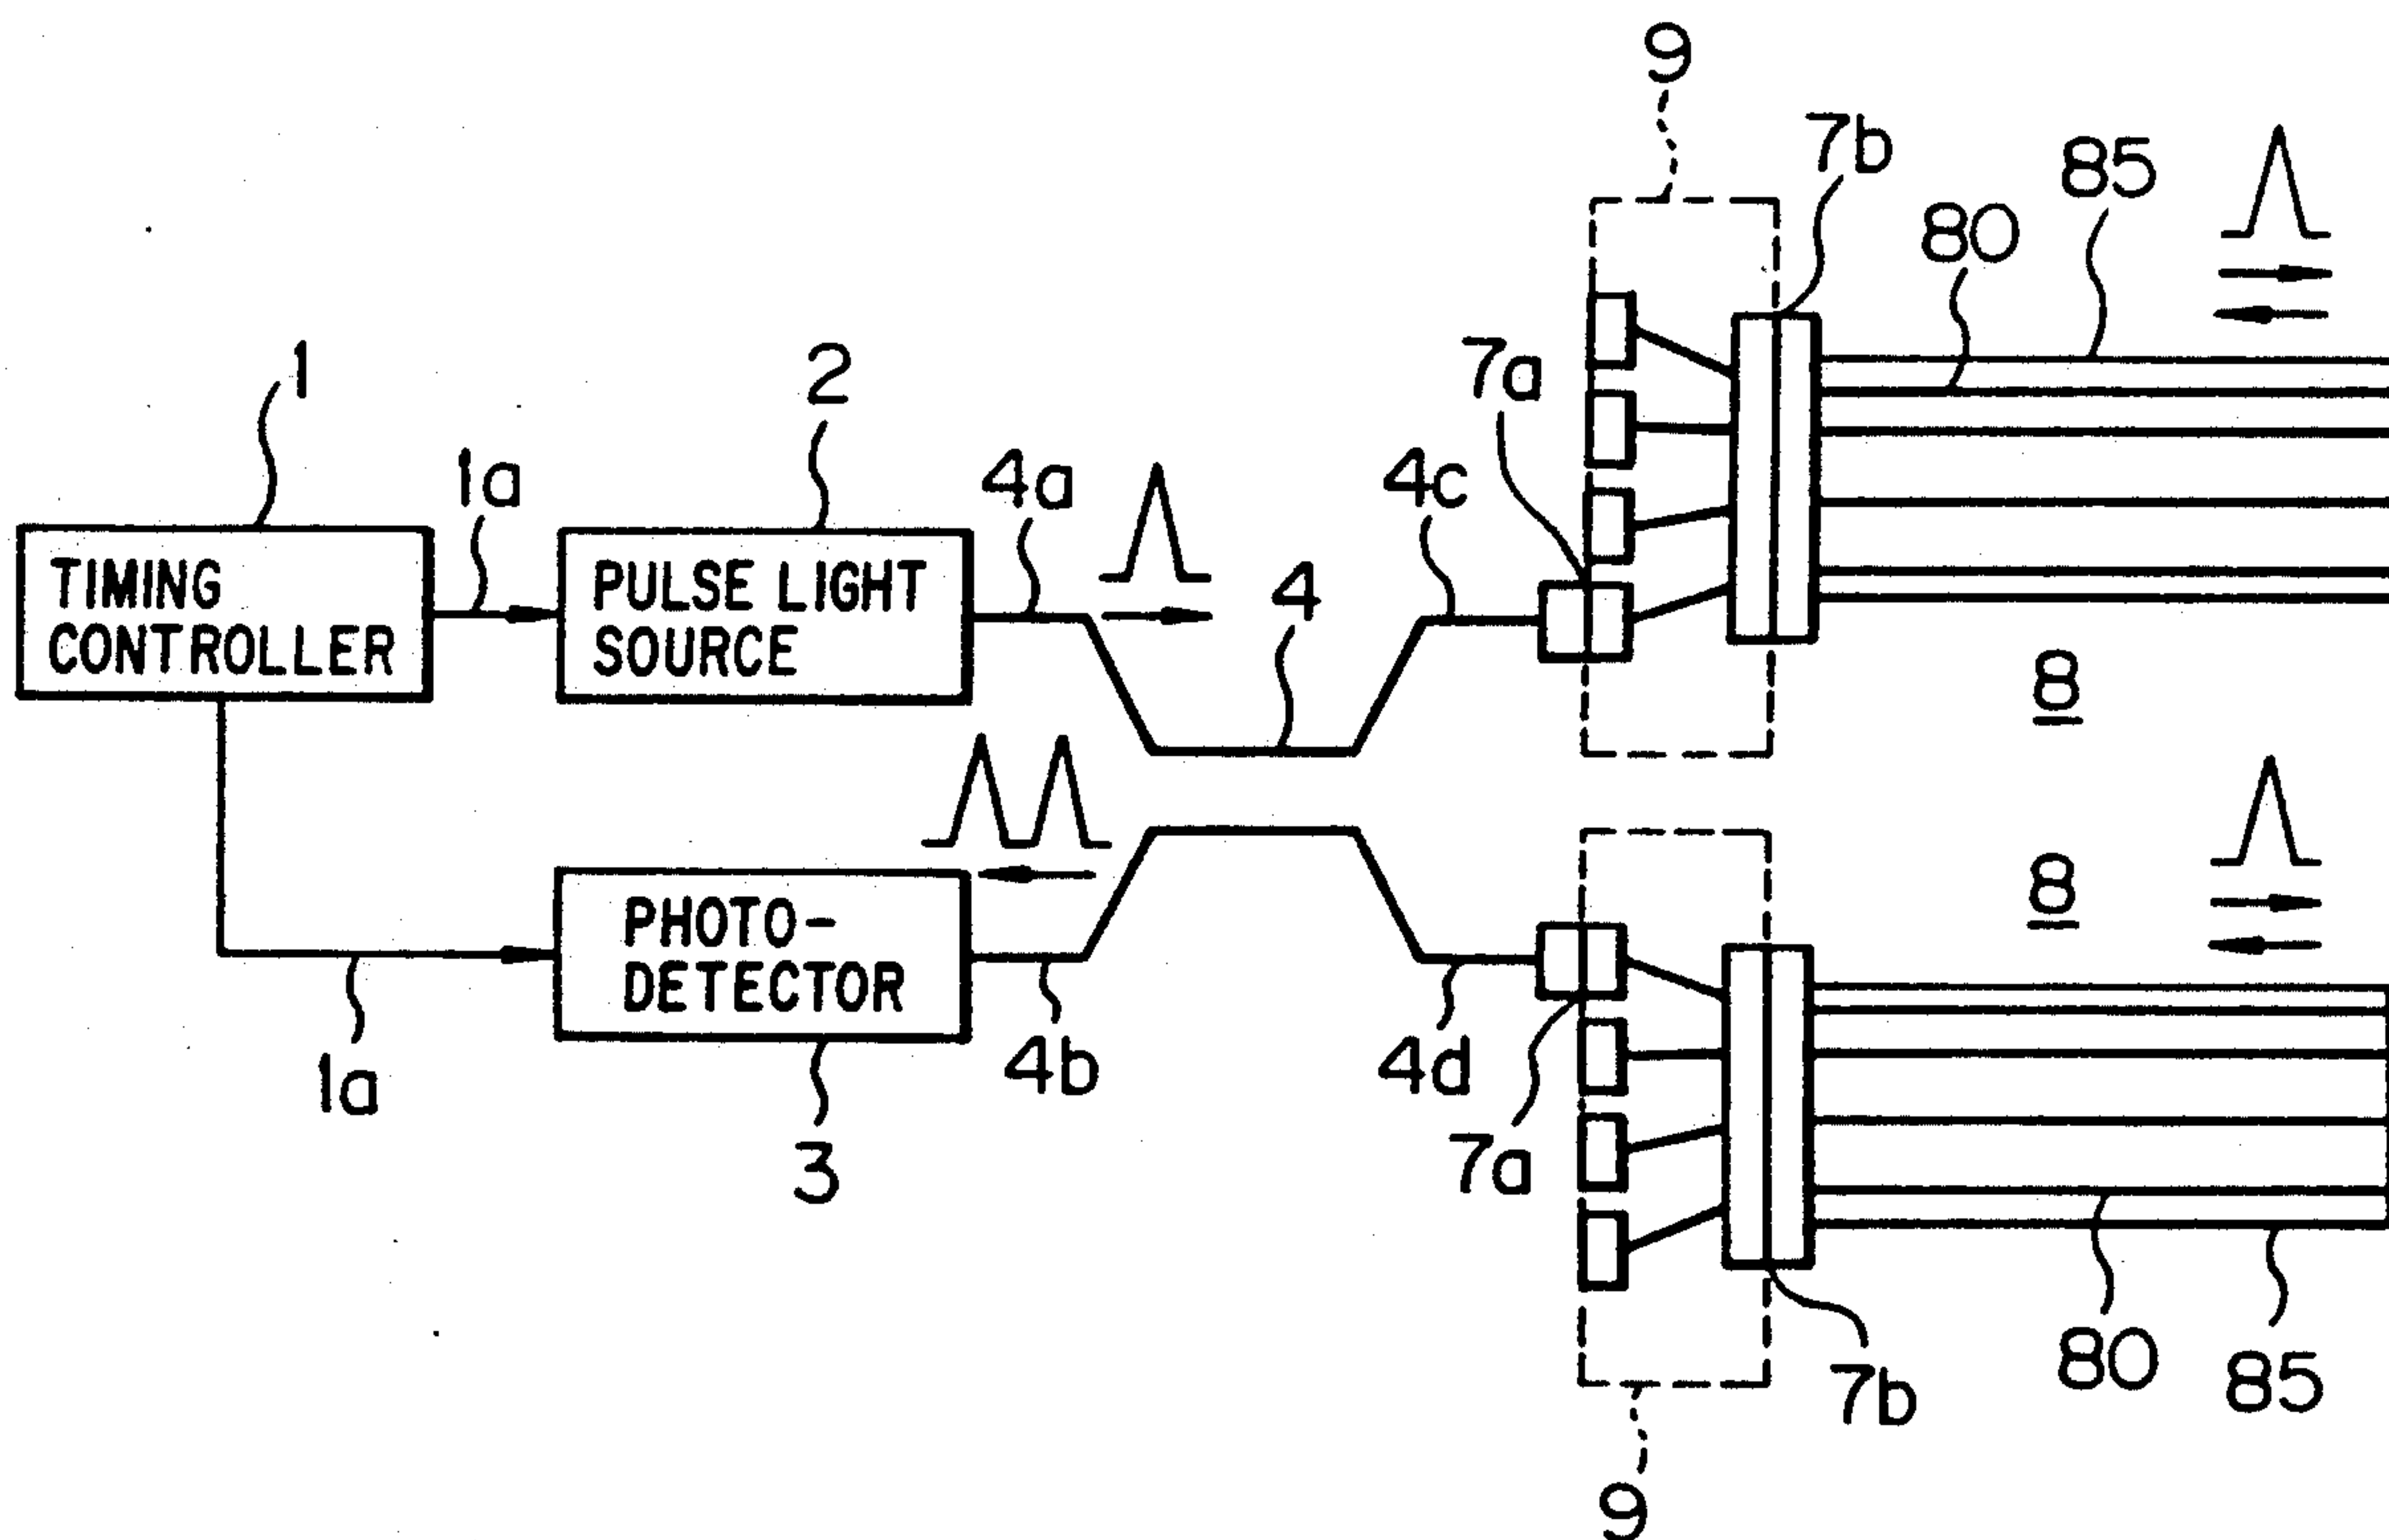 9
7b
85
80
7a
1
2
1a
4a
4c
4
TIMING
CONTROLLER
PULSE LIGHT
SOURCE
8
8
PHOTO-
DETECTOR
1a
4b
4d
3
7a
7b
80
85
9